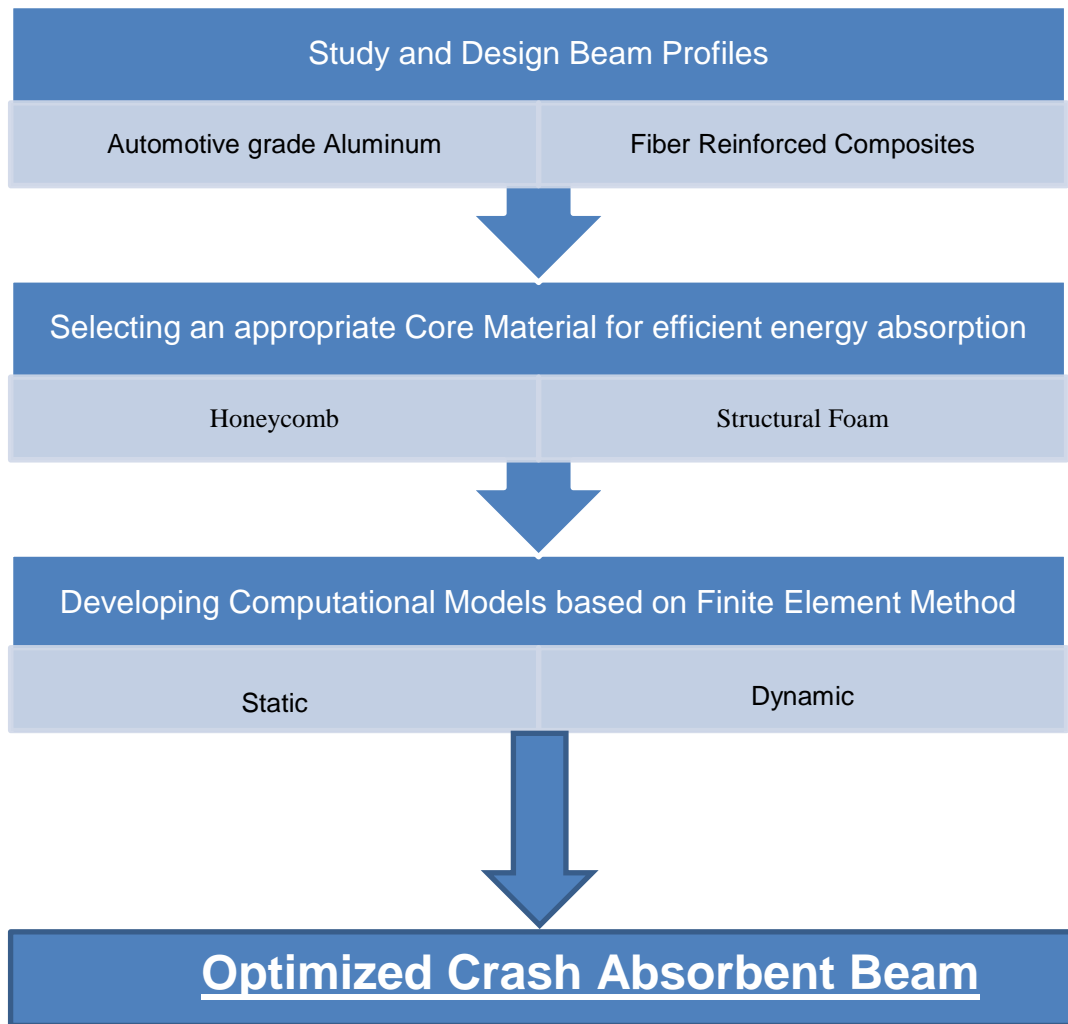 Study and Design Beam Profiles
Automotive grade Aluminum
Fiber Reinforced Composites
Selecting an appropriate Core Material for efficient energy absorption
Honeycomb
Structural Foam
Developing Computational Models based on Finite Element Method
Static
Dynamic
Optimized Crash Absorbent Beam